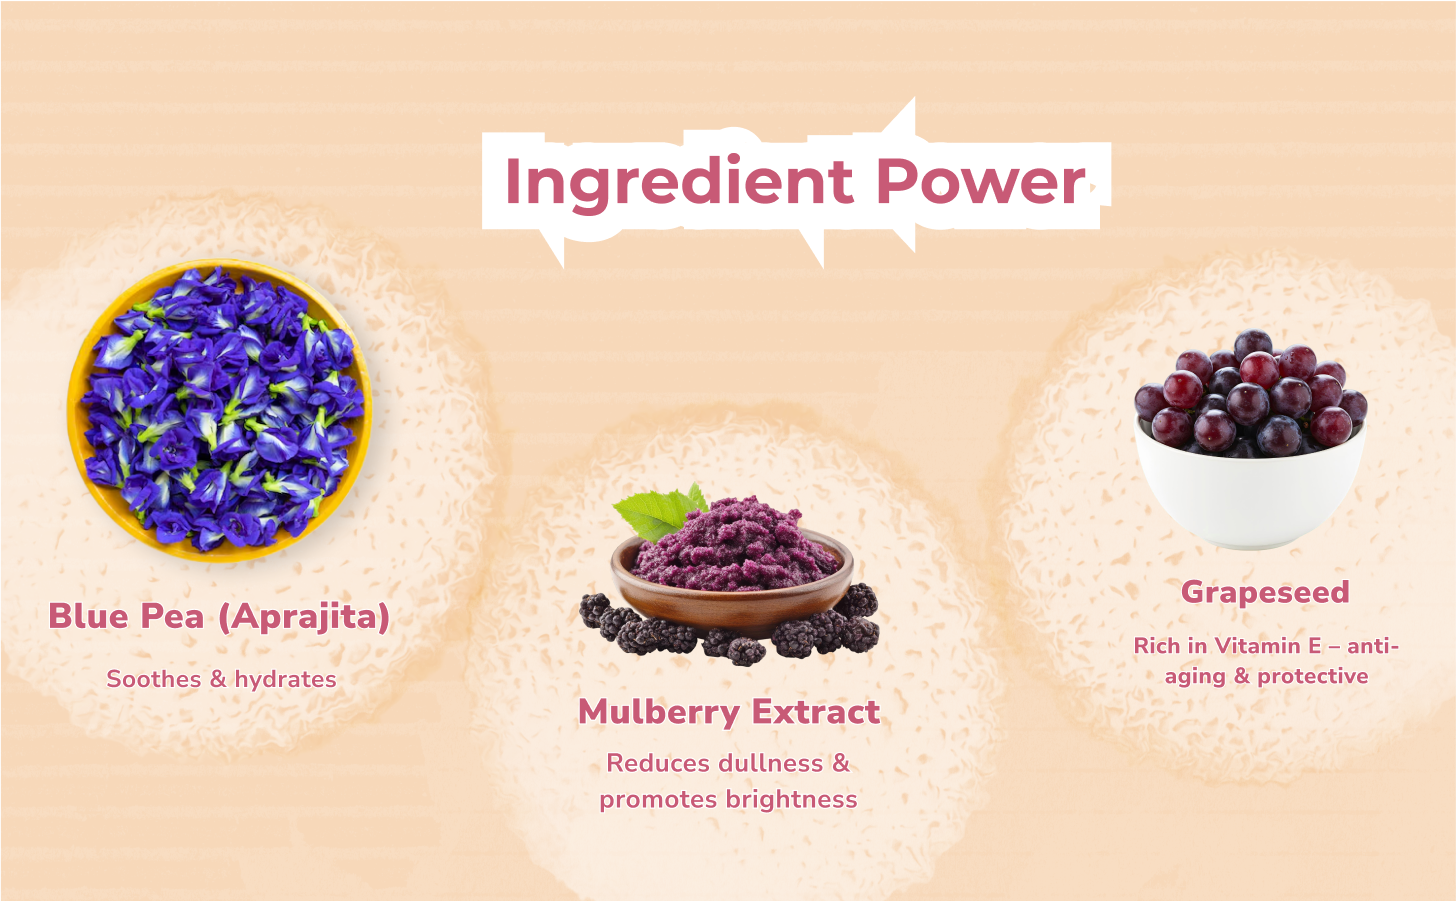 Ingredient Power
Blue Pea (Aprajita)
Soothes & hydrates
Mulberry Extract
Reduces dullness &
promotes brightness
Grapeseed
Rich in Vitamin E – anti-
aging & protective